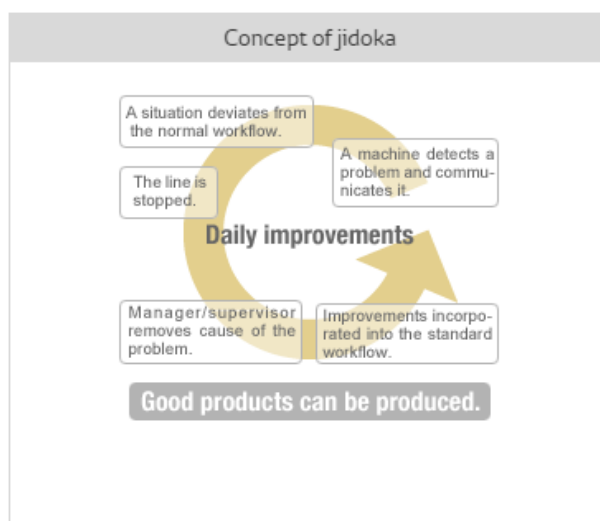 Concept of jidoka
A situation deviates from
the normal workflow.
A machine detects a
problem and commu-
nicates it.
The line is
stopped.
Daily improvements
Manager/supervisor
removes cause of the
problem.
Improvements incorpo-
rated into the standard
workflow.
Good products can be produced.